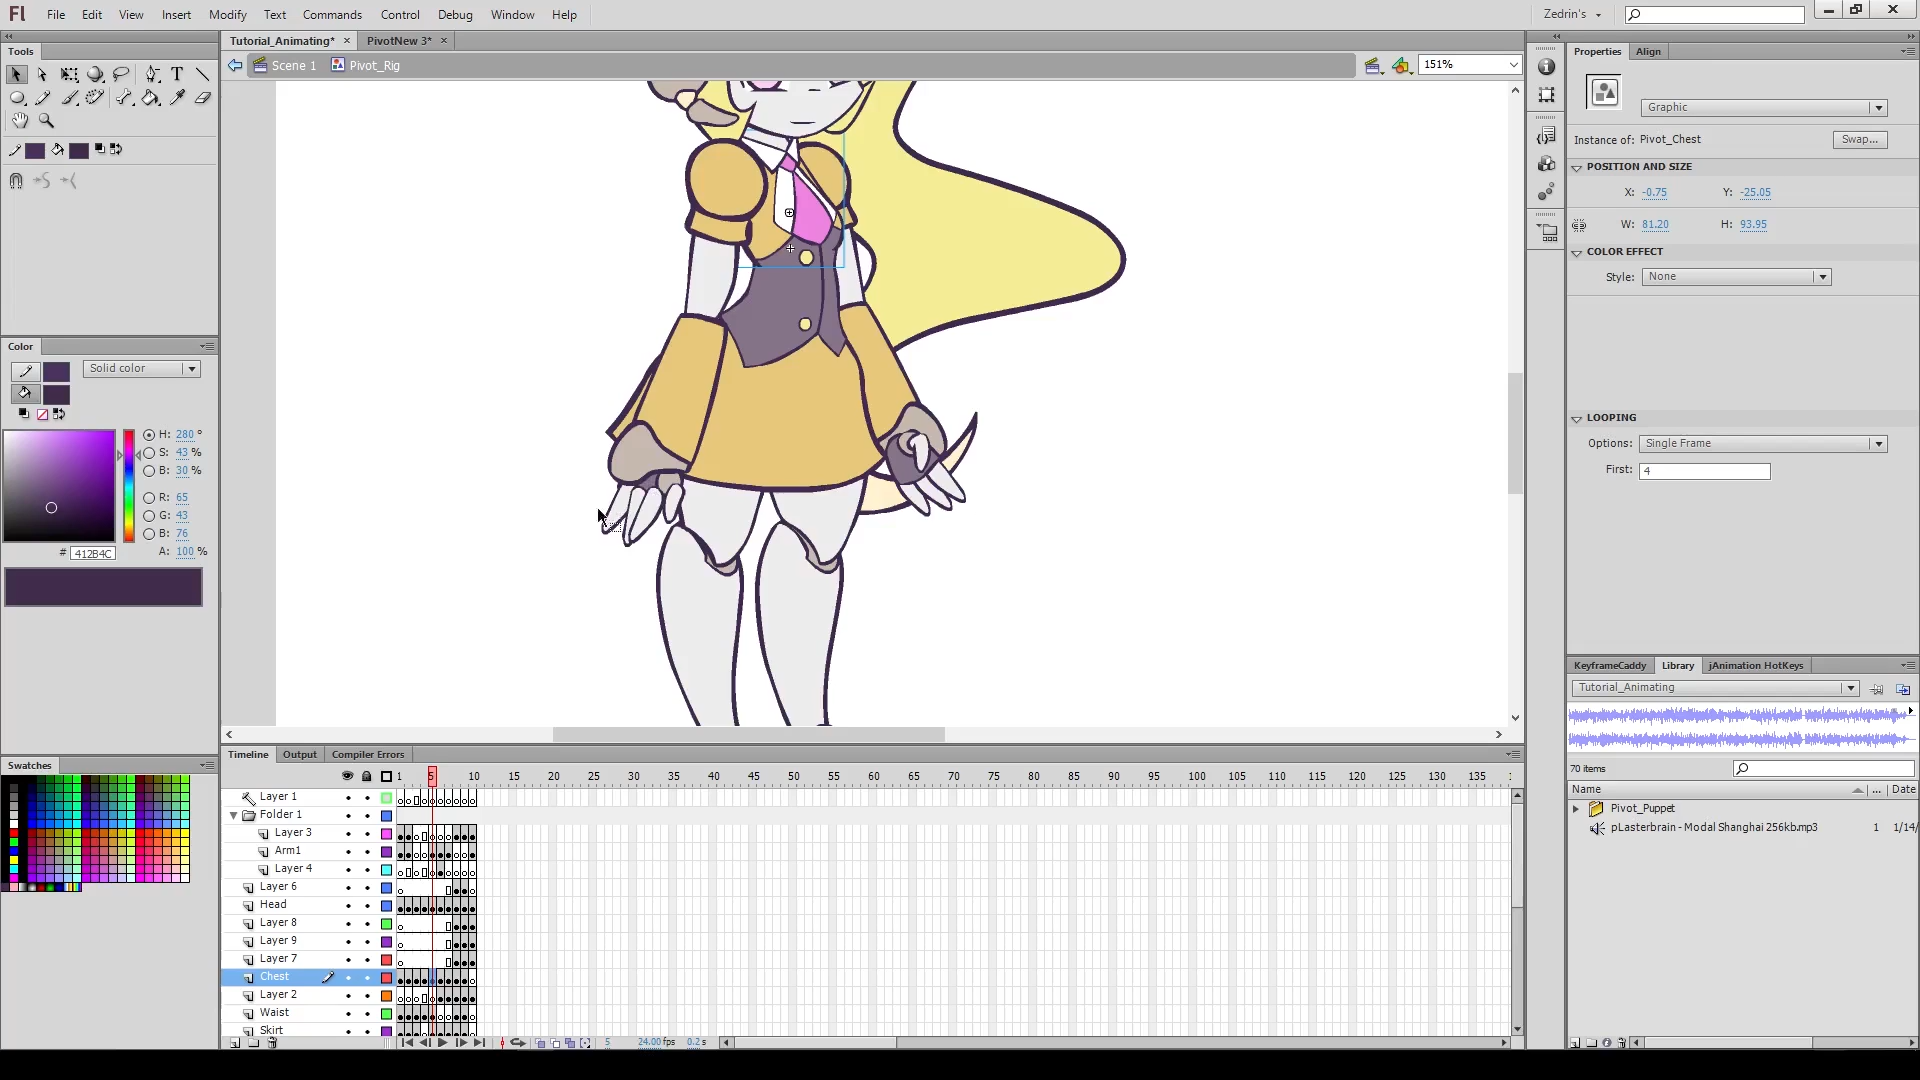 Fl File Edit View Insert Modify Text Commands Control Debug Window Help Zedrin's
Tools
Tutorial_Animating* × PivotNew 3* ×
Scene 1 Pivot_Rig 151%
Properties Align
Graphic
Instance of: Pivot_Chest Swap...
POSITION AND SIZE
X: -0.75 Y: -25.05
W: 81.20 H: 93.95
COLOR EFFECT
Style: None
LOOPING
Options: Single Frame
First: 4
Color
Solid color
H: 280 °
S: 43 %
B: 30 %
R: 65
G: 43
B: 76
# 412B4C A: 100 %
Swatches
KeyframeCaddy Library jAnimation HotKeys
Tutorial_Animating
70 items
Name ... Date
Pivot_Puppet
pLasterbrain - Modal Shanghai 256kb.mp3 1 1/14/
Timeline Output Compiler Errors
1 5 10 15 20 25 30 35 40 45 50 55 60 65 70 75 80 85 90 95 100 105 110 115 120 125 130 135
Layer 1
Folder 1
Layer 3
Arm1
Layer 4
Layer 6
Head
Layer 8
Layer 9
Layer 7
Chest
Layer 2
Waist
Skirt
5 24.00 fps 0.2 s